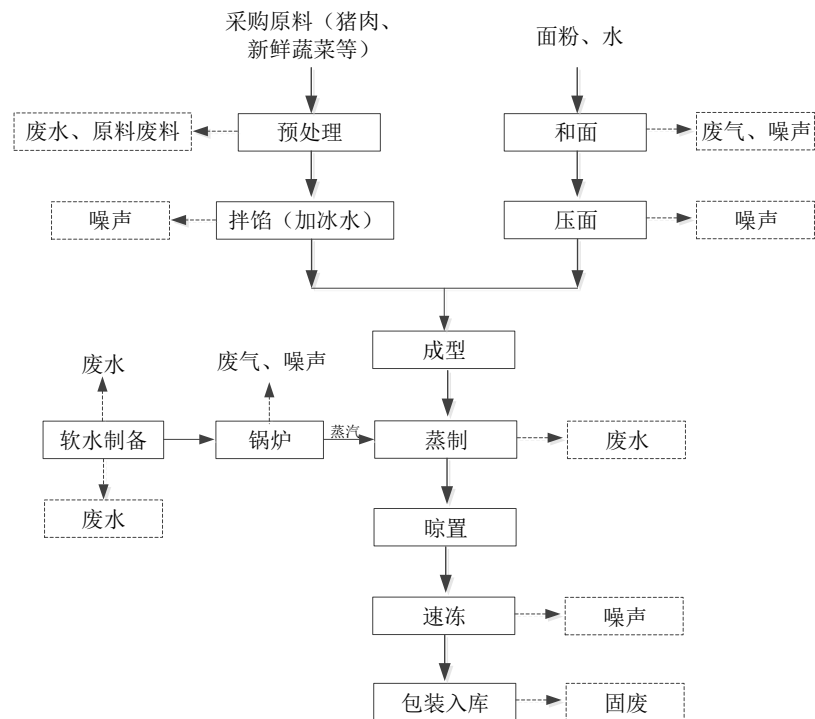 采购原料（猪肉、
新鲜蔬菜等）
面粉、水
废水、原料废料
预处理
和面
废气、噪声
噪声
拌馅（加冰水）
压面
噪声
成型
废水
废气、噪声
软水制备
锅炉
蒸汽
蒸制
废水
废水
晾置
速冻
噪声
包装入库
固废